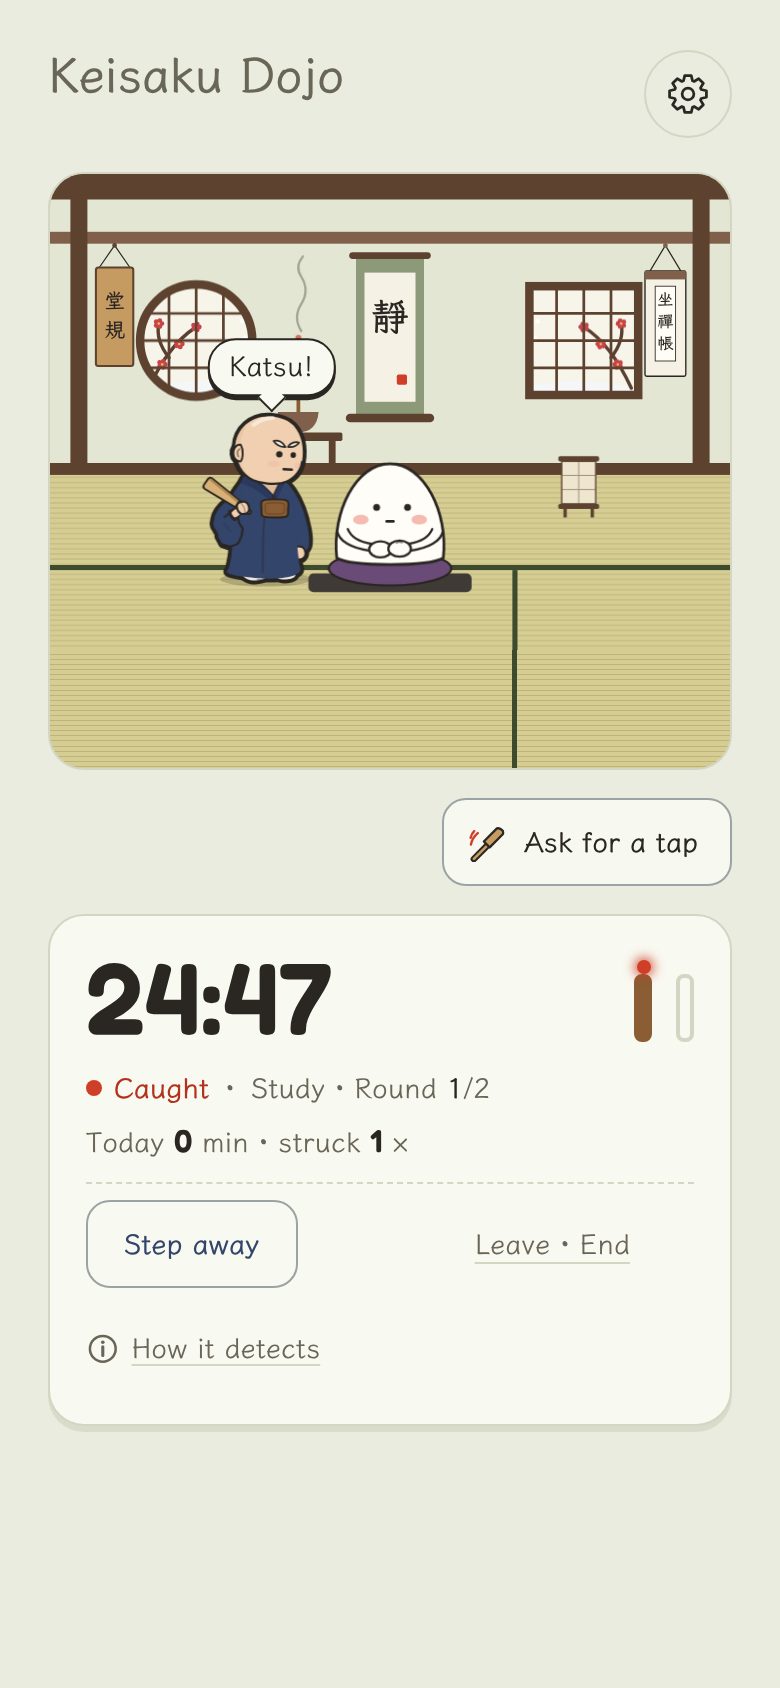 Keisaku Dojo
堂規
靜
坐禪帳
Katsu!
Ask for a tap
24:47
Caught • Study • Round 1/2
Today 0 min • struck 1 ×
Step away
Leave • End
How it detects